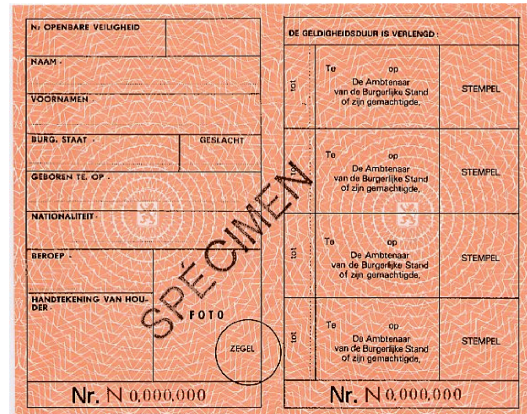 Nr OPENBARE VEILIGHEID
NAAM -
VOORNAMEN
BURG. STAAT -
GESLACHT
GEBOREN TE, OP -
NATIONALITEIT -
BEROEP -
HANDTEKENING VAN HOU-
DER -
FOTO
ZEGEL
Nr. N 0,000,000
SPÉCIMEN
DE GELDIGHEIDSDUUR IS VERLENGD :
tot
Te op
De Ambtenaar
van de Burgerlijke Stand
of zijn gemachtigde,
STEMPEL
tot
Te op
De Ambtenaar
van de Burgerlijke Stand
of zijn gemachtigde,
STEMPEL
tot
Te op
De Ambtenaar
van de Burgerlijke Stand
of zijn gemachtigde,
STEMPEL
tot
Te op
De Ambtenaar
van de Burgerlijke Stand
of zijn gemachtigde,
STEMPEL
Nr. N 0,000,000